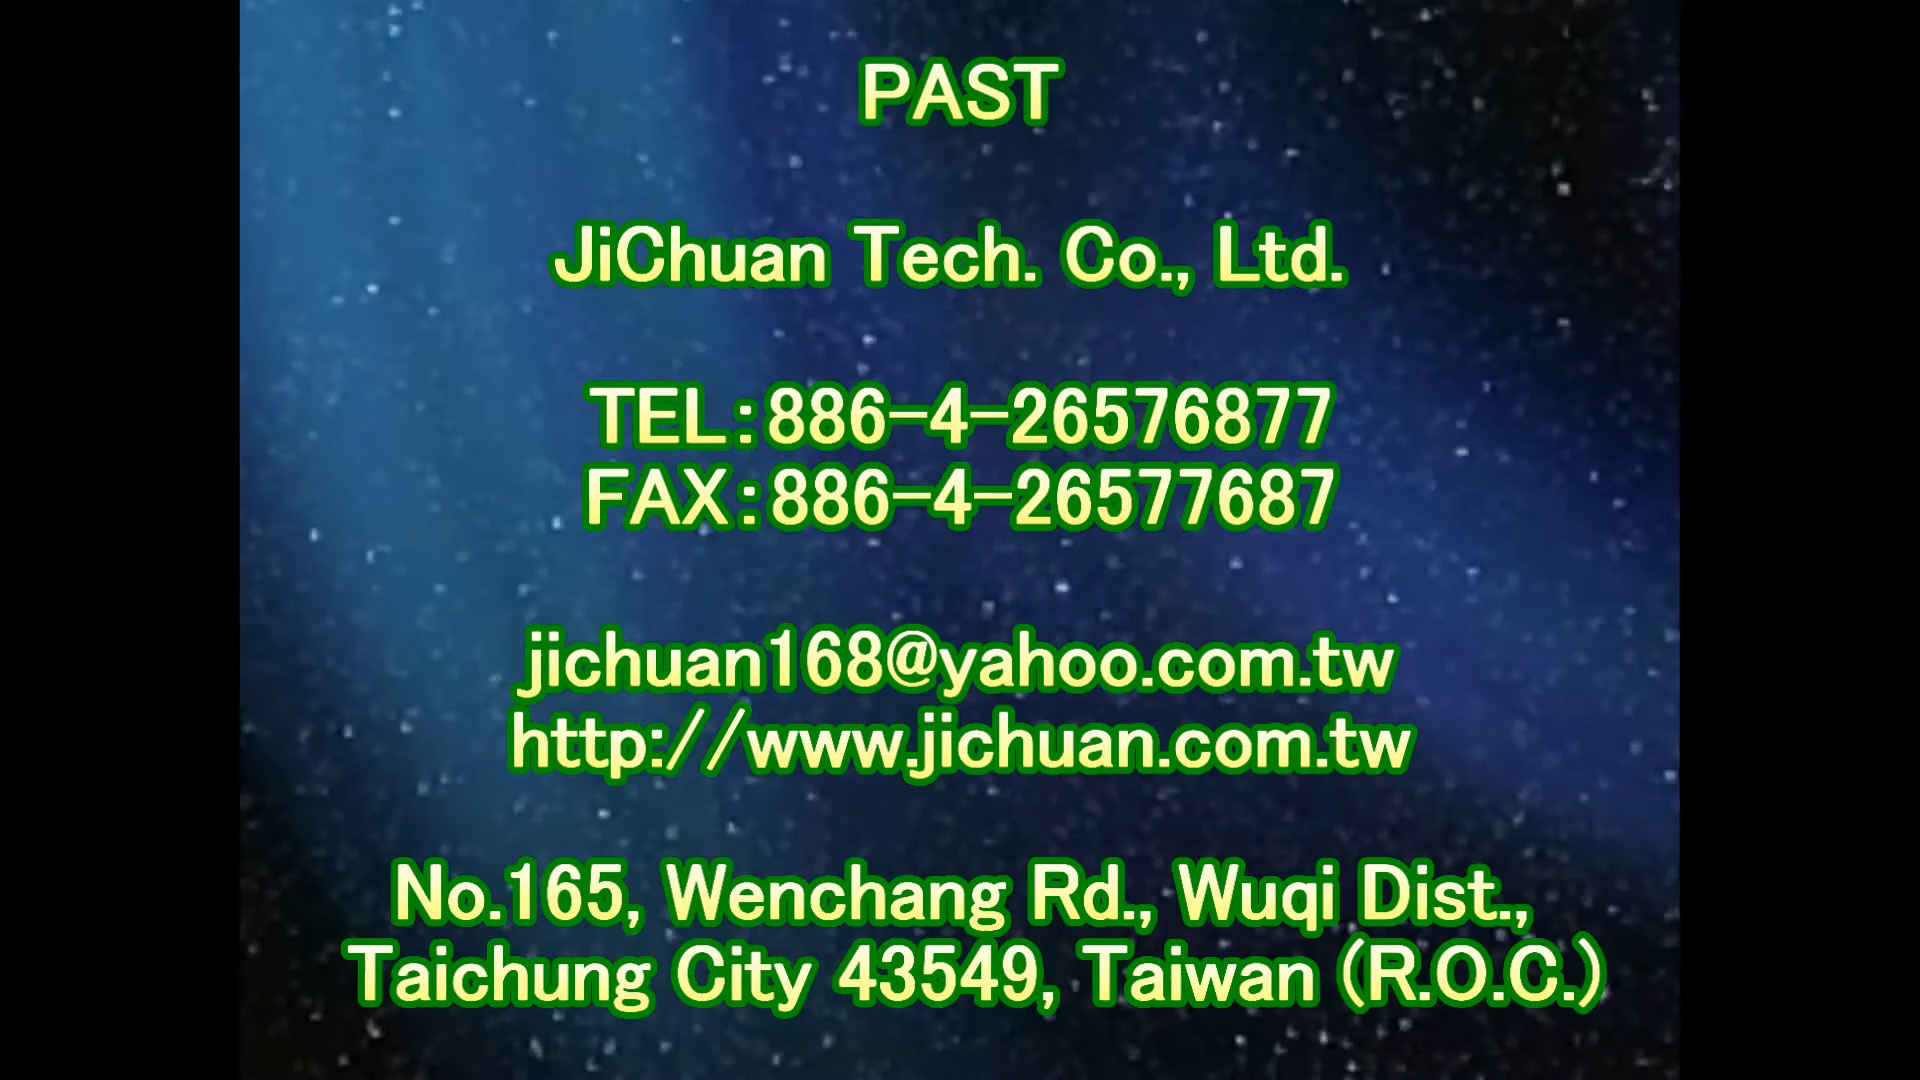 PAST
JiChuan Tech. Co., Ltd.
TEL:886-4-26576877
FAX:886-4-26577687
jichuan168@yahoo.com.tw
http://www.jichuan.com.tw
No.165, Wenchang Rd., Wuqi Dist.,
Taichung City 43549, Taiwan (R.O.C.)